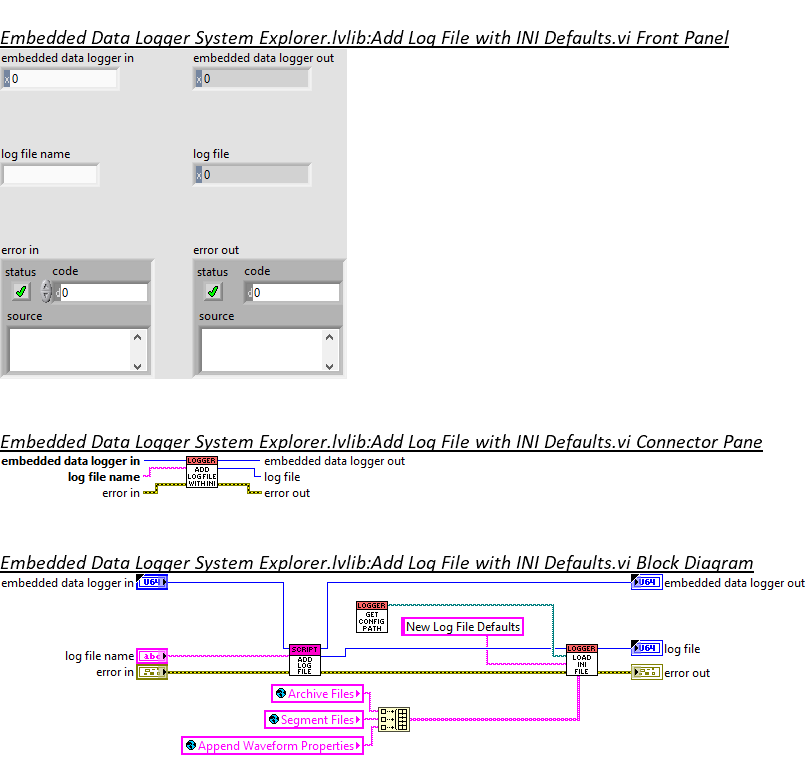 Embedded Data Logger System Explorer.lvlib:Add Log File with INI Defaults.vi Front Panel
embedded data logger in
embedded data logger out
x 0
x 0
log file name
log file
x 0
error in
error out
status code
status code
d 0
d 0
source
source
Embedded Data Logger System Explorer.lvlib:Add Log File with INI Defaults.vi Connector Pane
embedded data logger in
LOGGER
ADD
LOG FILE
WITH INI
embedded data logger out
log file name
log file
error in
error out
Embedded Data Logger System Explorer.lvlib:Add Log File with INI Defaults.vi Block Diagram
embedded data logger in
U64
U64
embedded data logger out
LOGGER
GET
CONFIG
PATH
New Log File Defaults
log file name
abc
SCRIPT
ADD
LOG
FILE
LOGGER
LOAD
INI
FILE
U64
log file
error in
error out
Archive Files
Segment Files
Append Waveform Properties